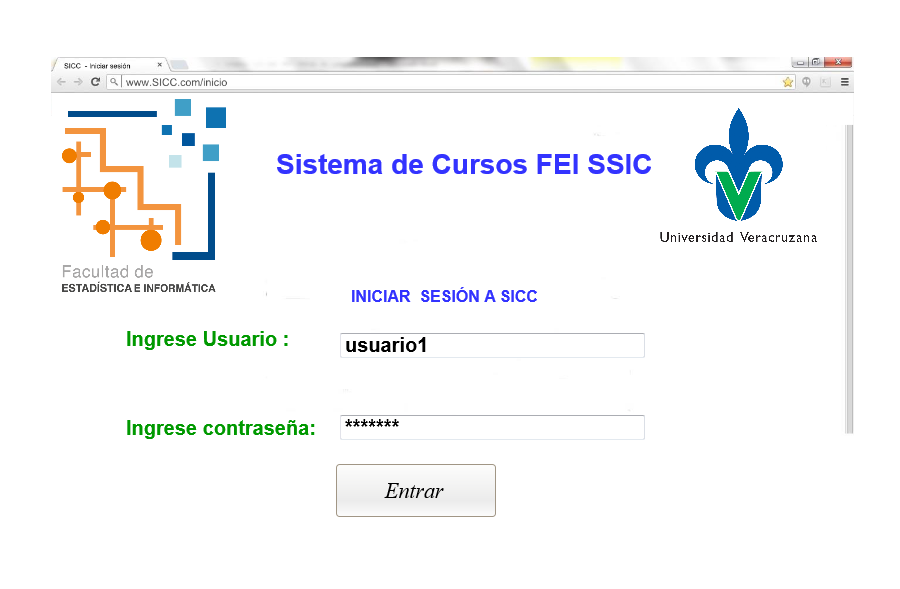 SICC - Iniciar sesión
www.SICC.com/inicio
Sistema de Cursos FEI SSIC
Universidad Veracruzana
Facultad de
ESTADÍSTICA E INFORMÁTICA
INICIAR SESIÓN A SICC
Ingrese Usuario :
usuario1
Ingrese contraseña:
*******
Entrar